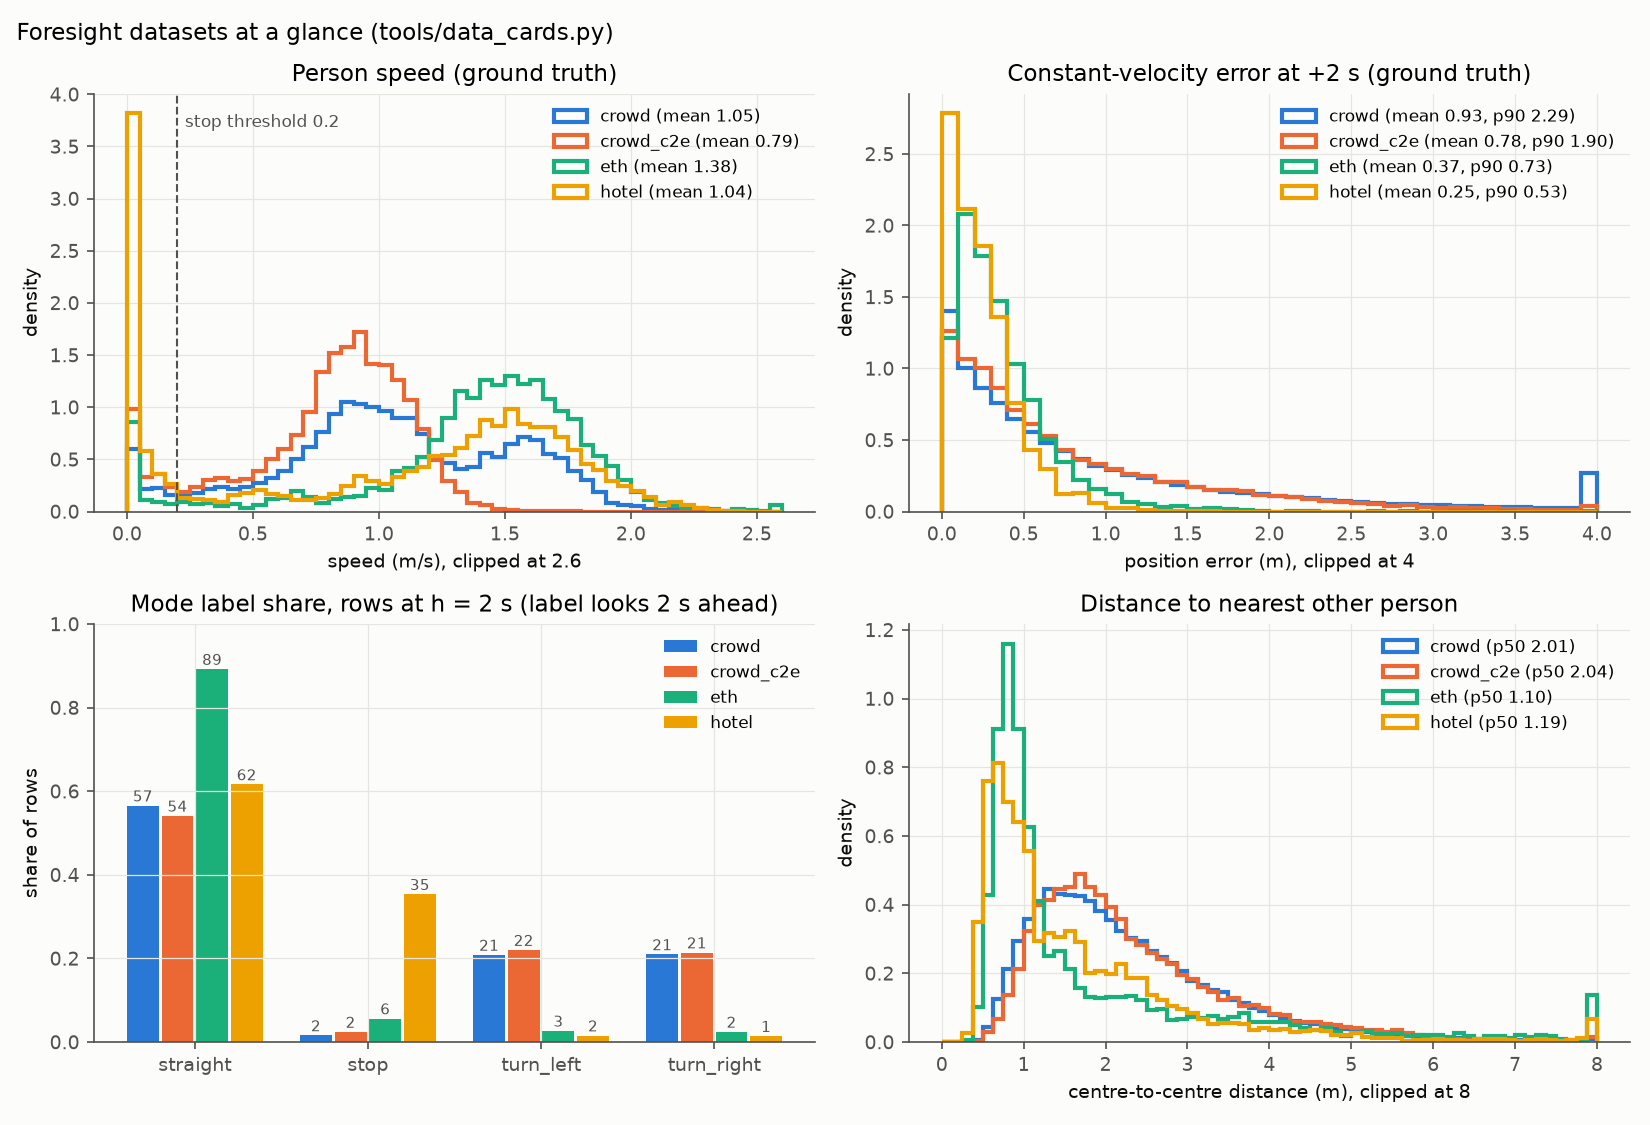 Foresight datasets at a glance (tools/data_cards.py)
Person speed (ground truth)
density
4.0
3.5
3.0
2.5
2.0
1.5
1.0
0.5
0.0
stop threshold 0.2
crowd (mean 1.05)
crowd_c2e (mean 0.79)
eth (mean 1.38)
hotel (mean 1.04)
0.0 0.5 1.0 1.5 2.0 2.5
speed (m/s), clipped at 2.6
Constant-velocity error at +2 s (ground truth)
density
2.5
2.0
1.5
1.0
0.5
0.0
crowd (mean 0.93, p90 2.29)
crowd_c2e (mean 0.78, p90 1.90)
eth (mean 0.37, p90 0.73)
hotel (mean 0.25, p90 0.53)
0.0 0.5 1.0 1.5 2.0 2.5 3.0 3.5 4.0
position error (m), clipped at 4
Mode label share, rows at h = 2 s (label looks 2 s ahead)
share of rows
1.0
0.8
0.6
0.4
0.2
0.0
crowd
crowd_c2e
eth
hotel
57 54 89 62
2 2 6 35
21 22 3 2
21 21 2 1
straight stop turn_left turn_right
Distance to nearest other person
density
1.2
1.0
0.8
0.6
0.4
0.2
0.0
crowd (p50 2.01)
crowd_c2e (p50 2.04)
eth (p50 1.10)
hotel (p50 1.19)
0 1 2 3 4 5 6 7 8
centre-to-centre distance (m), clipped at 8